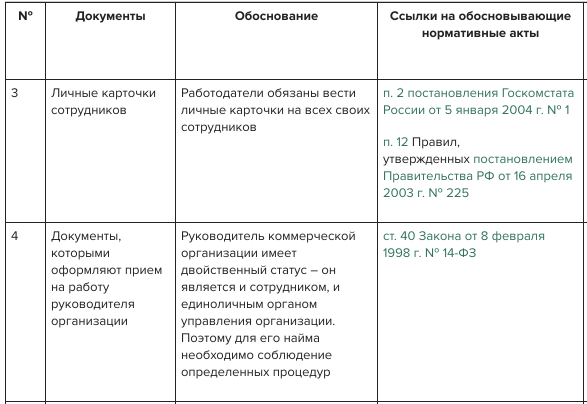 №
Документы
Обоснование
Ссылки на обосновывающие
нормативные акты
3
Личные карточки
сотрудников
Работодатели обязаны вести
личные карточки на всех своих
сотрудников
п. 2 постановления Госкомстата
России от 5 января 2004 г. № 1
п. 12 Правил,
утвержденных постановлением
Правительства РФ от 16 апреля
2003 г. № 225
4
Документы,
которыми
оформляют прием
на работу
руководителя
организации
Руководитель коммерческой
организации имеет
двойственный статус – он
является и сотрудником, и
единоличным органом
управления организации.
Поэтому для его найма
необходимо соблюдение
определенных процедур
ст. 40 Закона от 8 февраля
1998 г. № 14-ФЗ